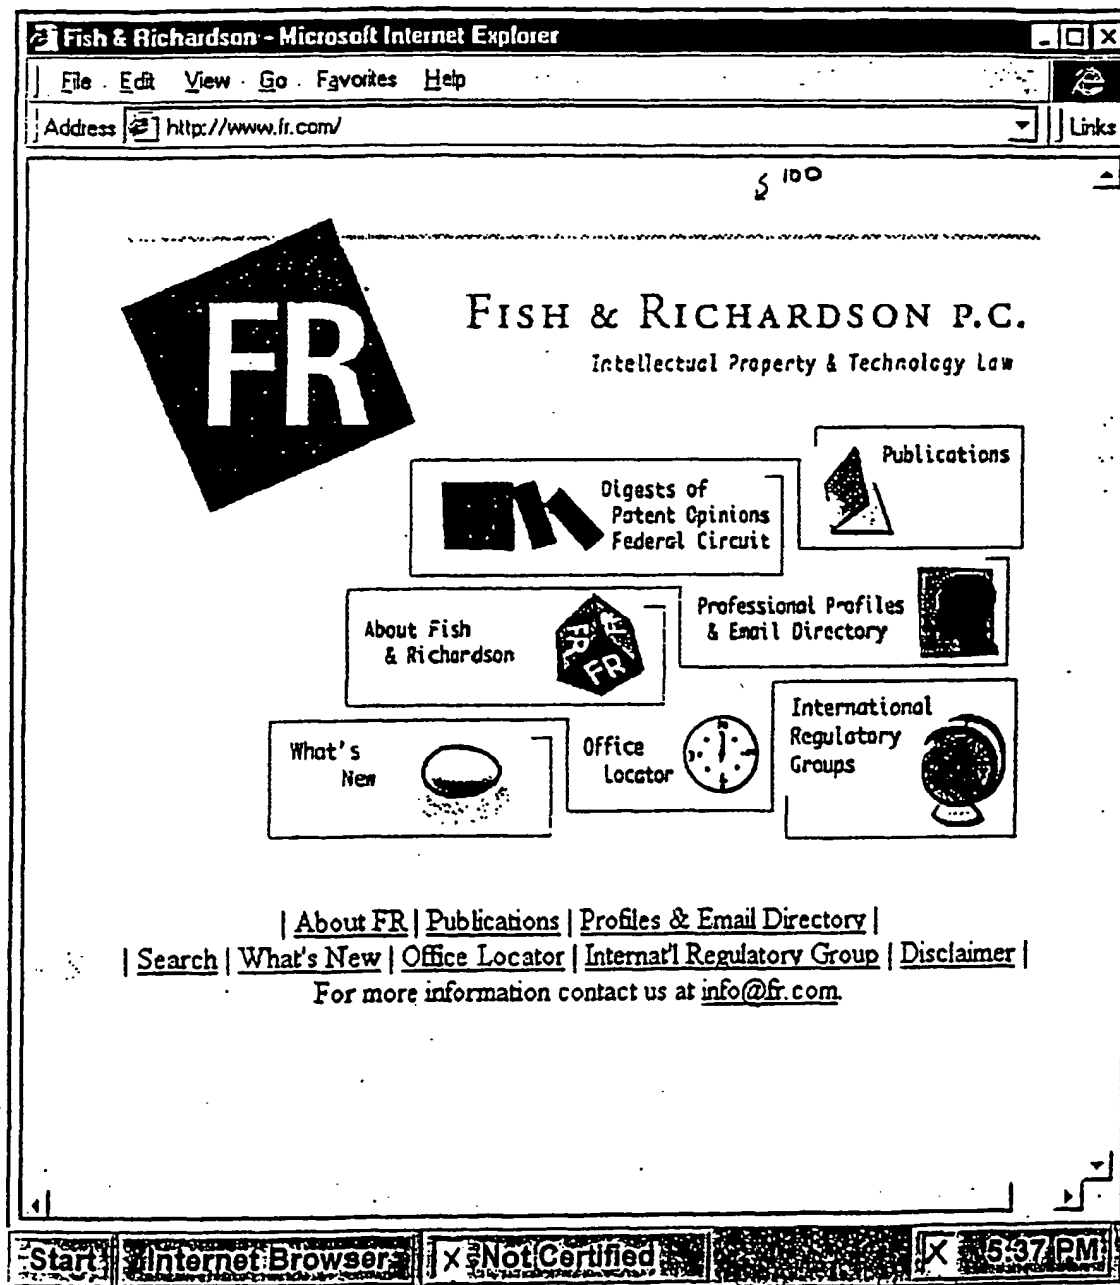 Fish & Richardson - Microsoft Internet Explorer
File Edit View Go Favorites Help
Address http://www.fr.com/ Links
100
FR
FISH & RICHARDSON P.C.
Intellectual Property & Technology Law
Publications
Digests of
Patent Opinions
Federal Circuit
Professional Profiles
& Email Directory
About Fish
& Richardson
FR
FR
International
Regulatory
Groups
Office
Locator
What's
New
| About FR | Publications | Profiles & Email Directory |
| Search | What's New | Office Locator | Internat'l Regulatory Group | Disclaimer |
For more information contact us at info@fr.com.
Start Internet Browser X Not Certified X 5:37 PM